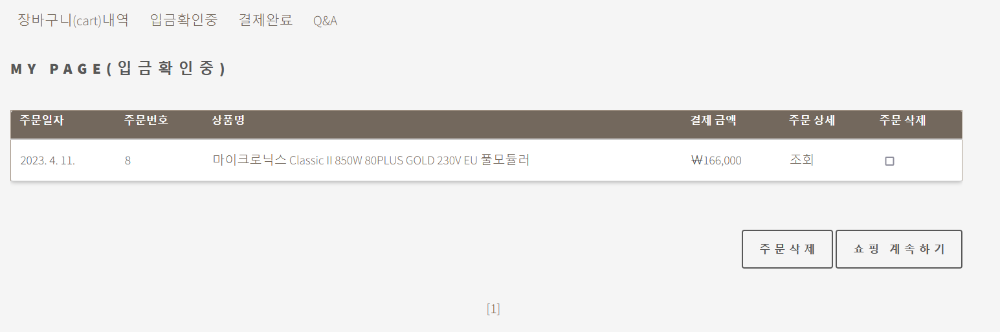 장바구니(cart)내역 입금확인중 결제완료 Q&A
MY PAGE(입금확인중)
주문일자 주문번호 상품명 결제 금액 주문 상세 주문 삭제
2023. 4. 11. 8 마이크로닉스 Classic II 850W 80PLUS GOLD 230V EU 풀모듈러 ₩166,000 조회
주문삭제 쇼핑 계속하기
[1]